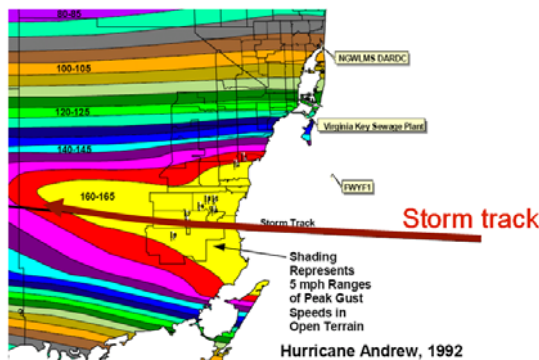 80-85
NGWLMS DARDC
100-105
120-125
Virginia Key Sewage Plant
140-145
FWYF1
160-165
Storm track
Storm Track
Shading
Represents
5 mph Ranges
of Peak Gust
Speeds in
Open Terrain
Hurricane Andrew, 1992